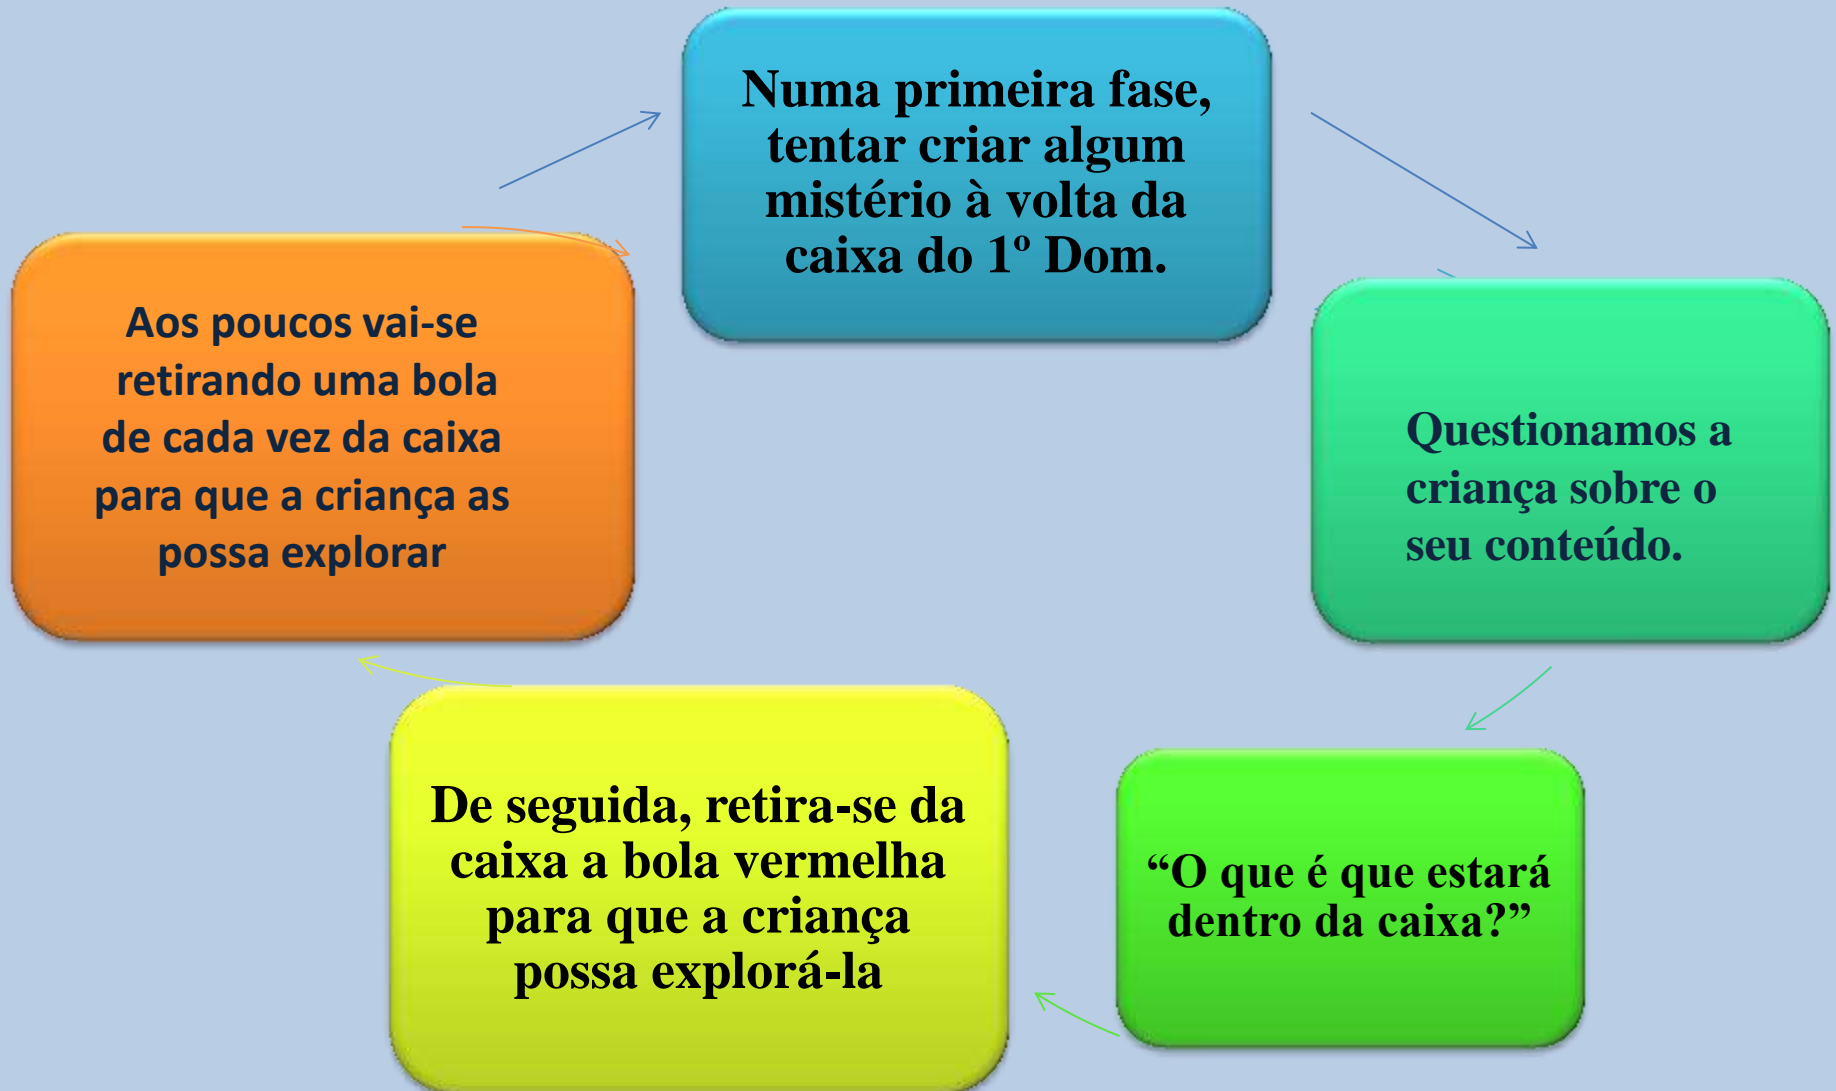 Numa primeira fase,
tentar criar algum
mistério à volta da
caixa do 1º Dom.
Questionamos a
criança sobre o
seu conteúdo.
“O que é que estará
dentro da caixa?”
De seguida, retira-se da
caixa a bola vermelha
para que a criança
possa explorá-la
Aos poucos vai-se
retirando uma bola
de cada vez da caixa
para que a criança as
possa explorar